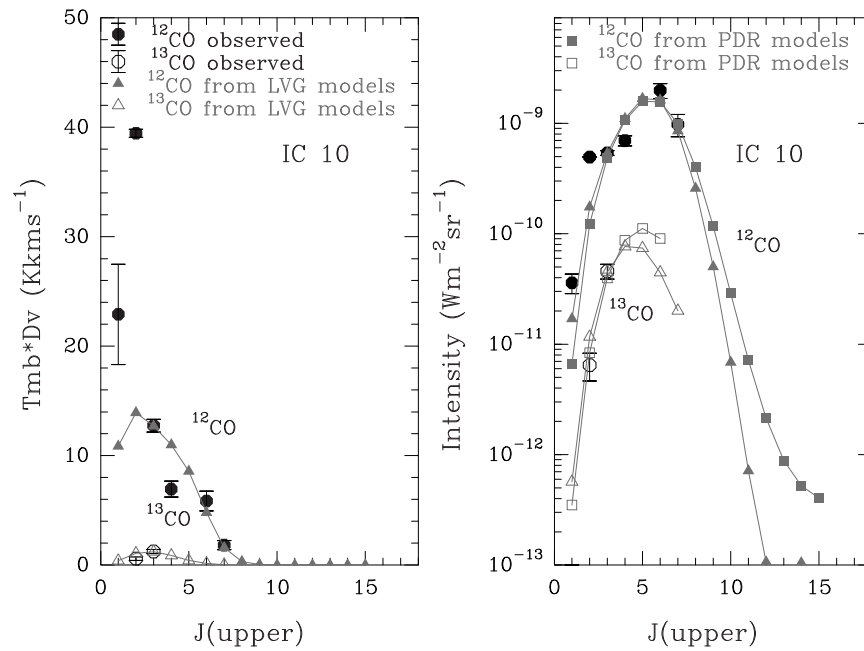 ¹²CO observed
¹³CO observed
¹²CO from LVG models
¹³CO from LVG models
IC 10
¹²CO
¹³CO
50
40
30
20
10
0
0 5 10 15
Tmb*Dv (Kkms⁻¹)
J(upper)
¹²CO from PDR models
¹³CO from PDR models
IC 10
¹²CO
¹³CO
10⁻⁹
10⁻¹⁰
10⁻¹¹
10⁻¹²
10⁻¹³
0 5 10 15
Intensity (Wm⁻²sr⁻¹)
J(upper)